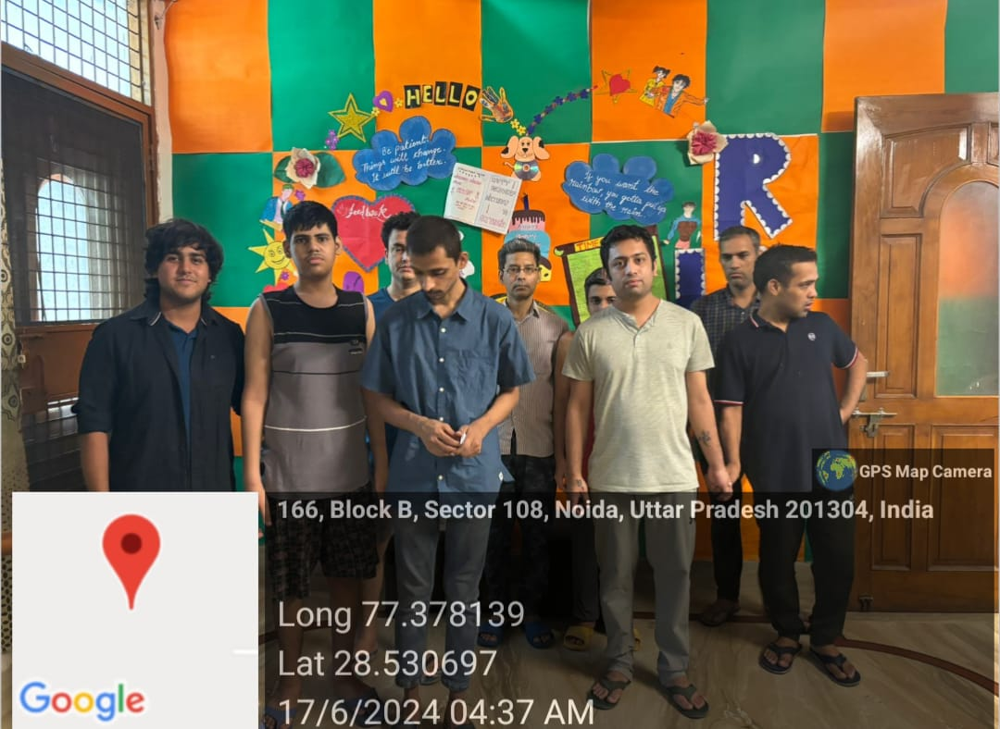 HELLO
Be patient.
Things will change.
It will be better.
If you want the
rainbow you gotta put up
with the rain.
R
feedback
TIME
GPS Map Camera
166, Block B, Sector 108, Noida, Uttar Pradesh 201304, India
Long 77.378139
Lat 28.530697
17/6/2024 04:37 AM
Google